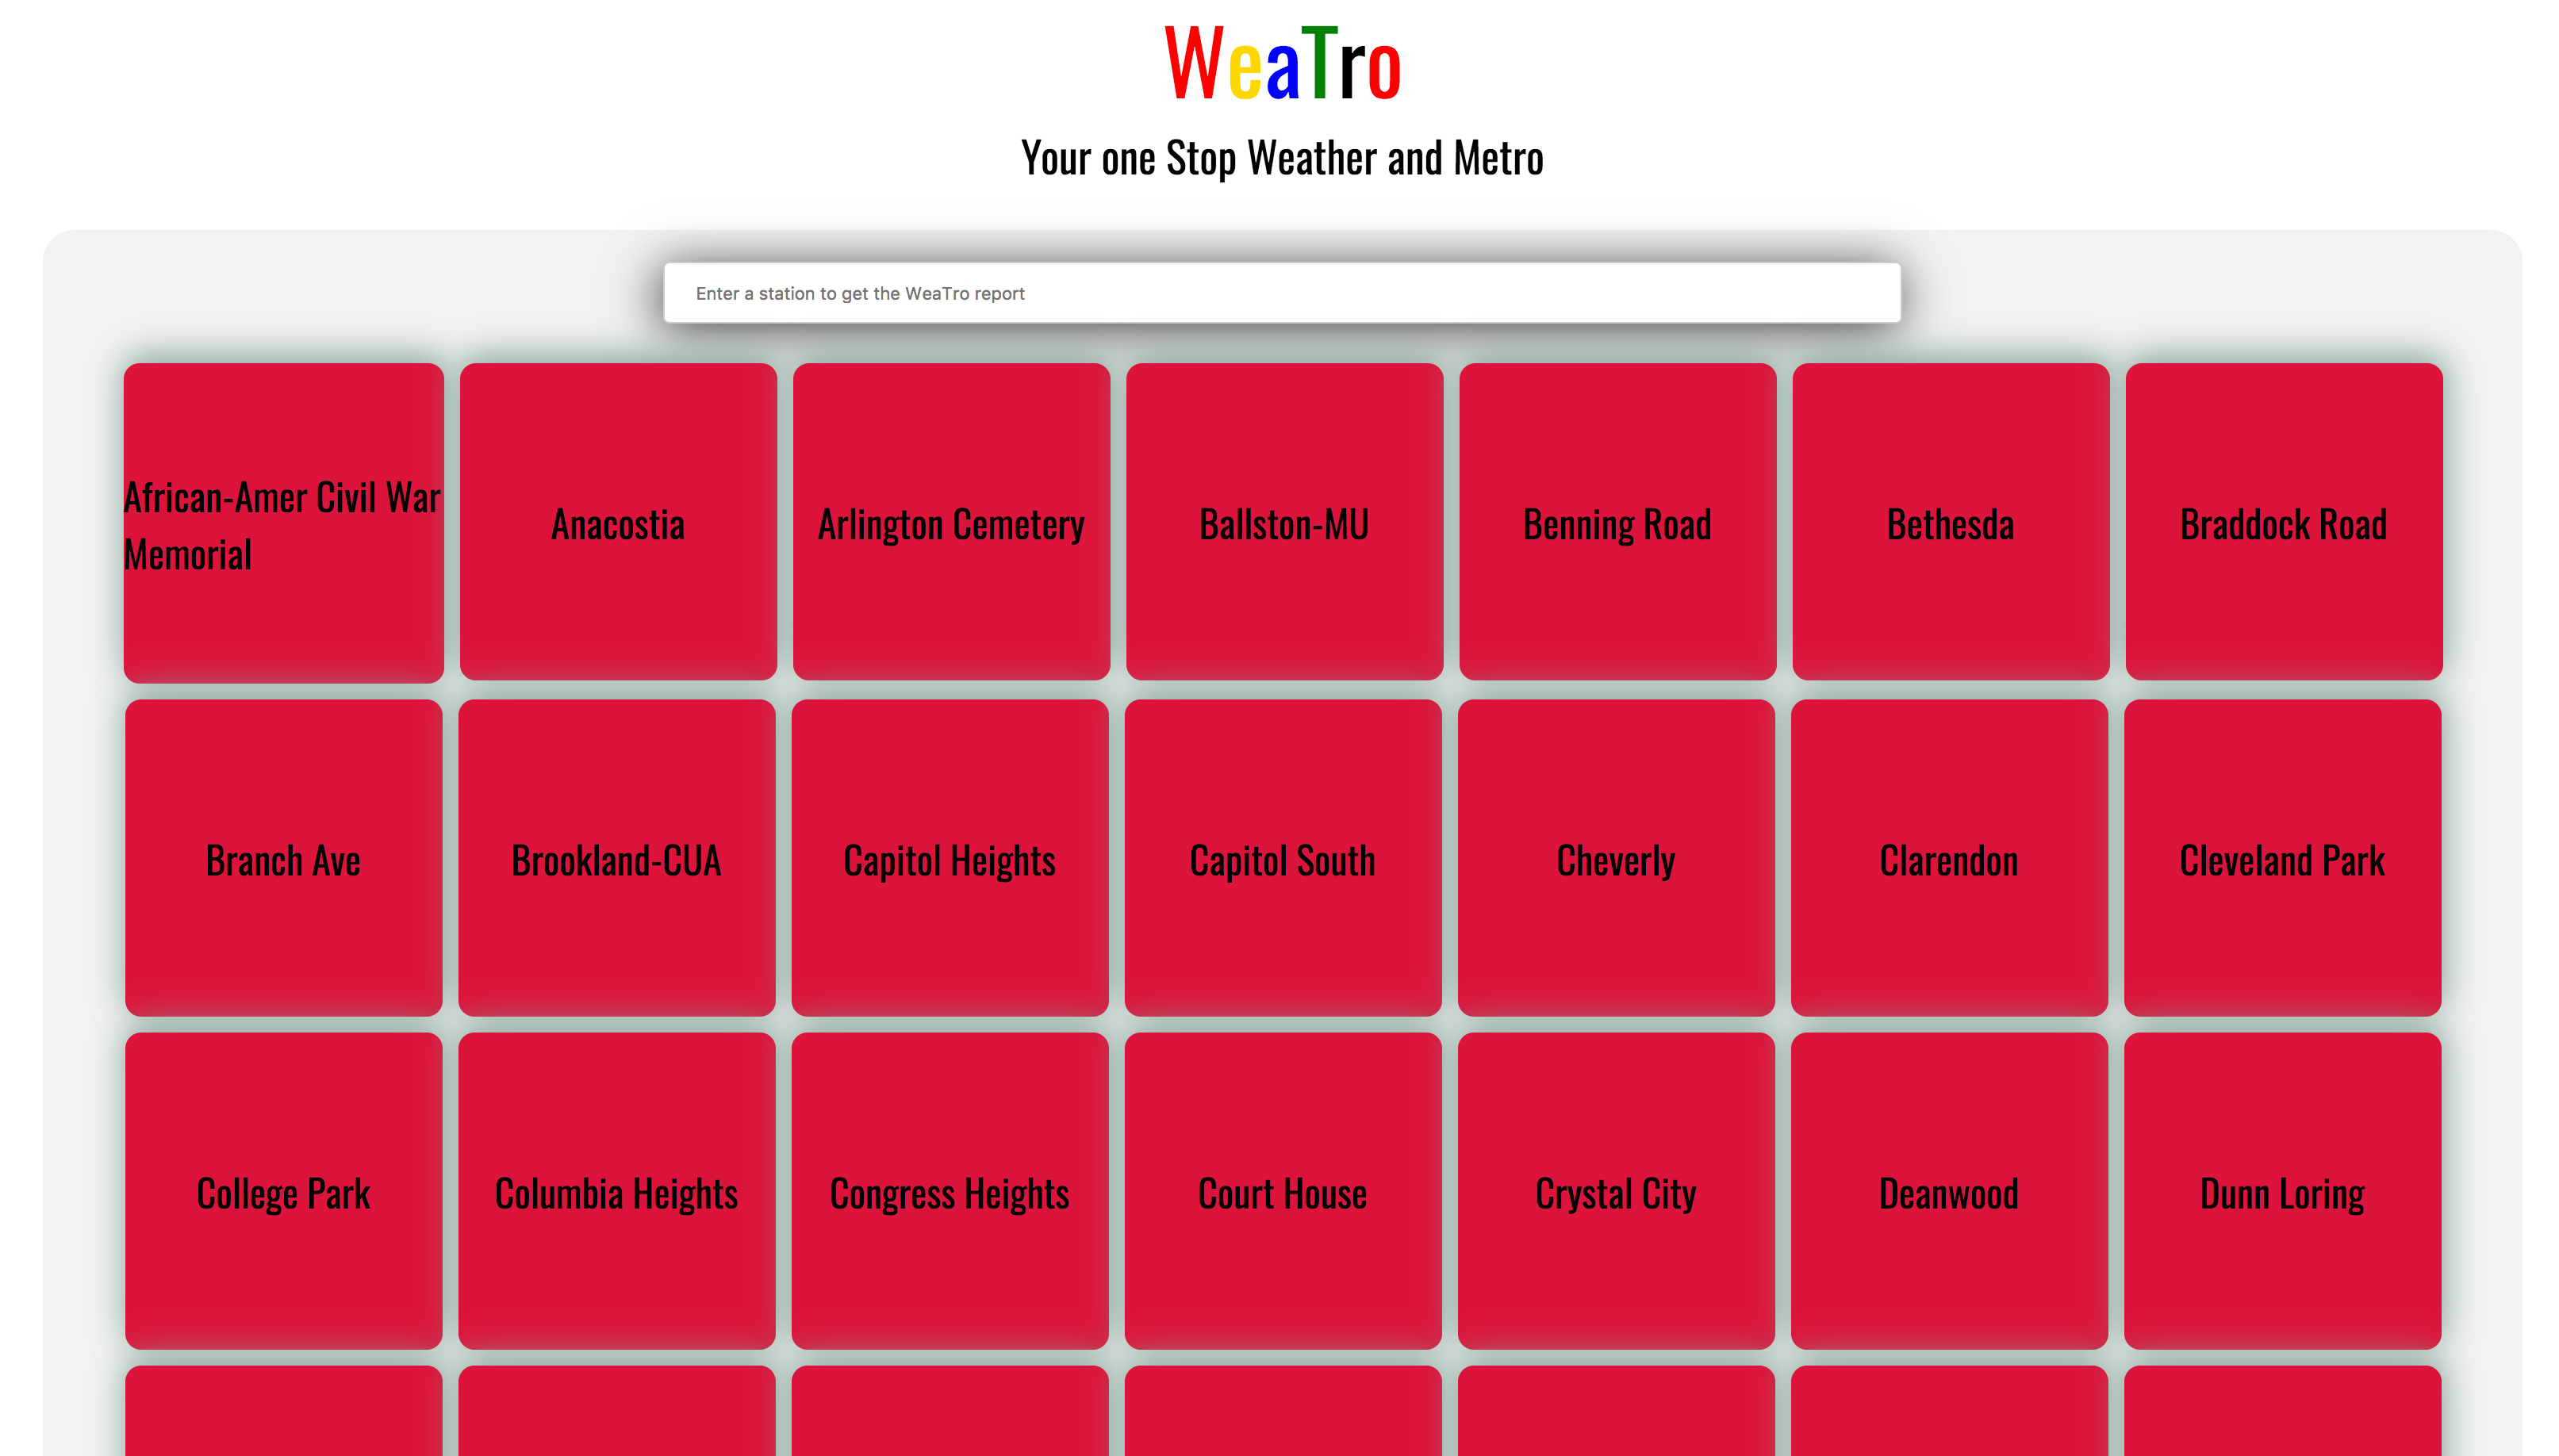 WeaTro
Your one Stop Weather and Metro
Enter a station to get the WeaTro report
African-Amer Civil War
Memorial
Anacostia
Arlington Cemetery
Ballston-MU
Benning Road
Bethesda
Braddock Road
Branch Ave
Brookland-CUA
Capitol Heights
Capitol South
Cheverly
Clarendon
Cleveland Park
College Park
Columbia Heights
Congress Heights
Court House
Crystal City
Deanwood
Dunn Loring